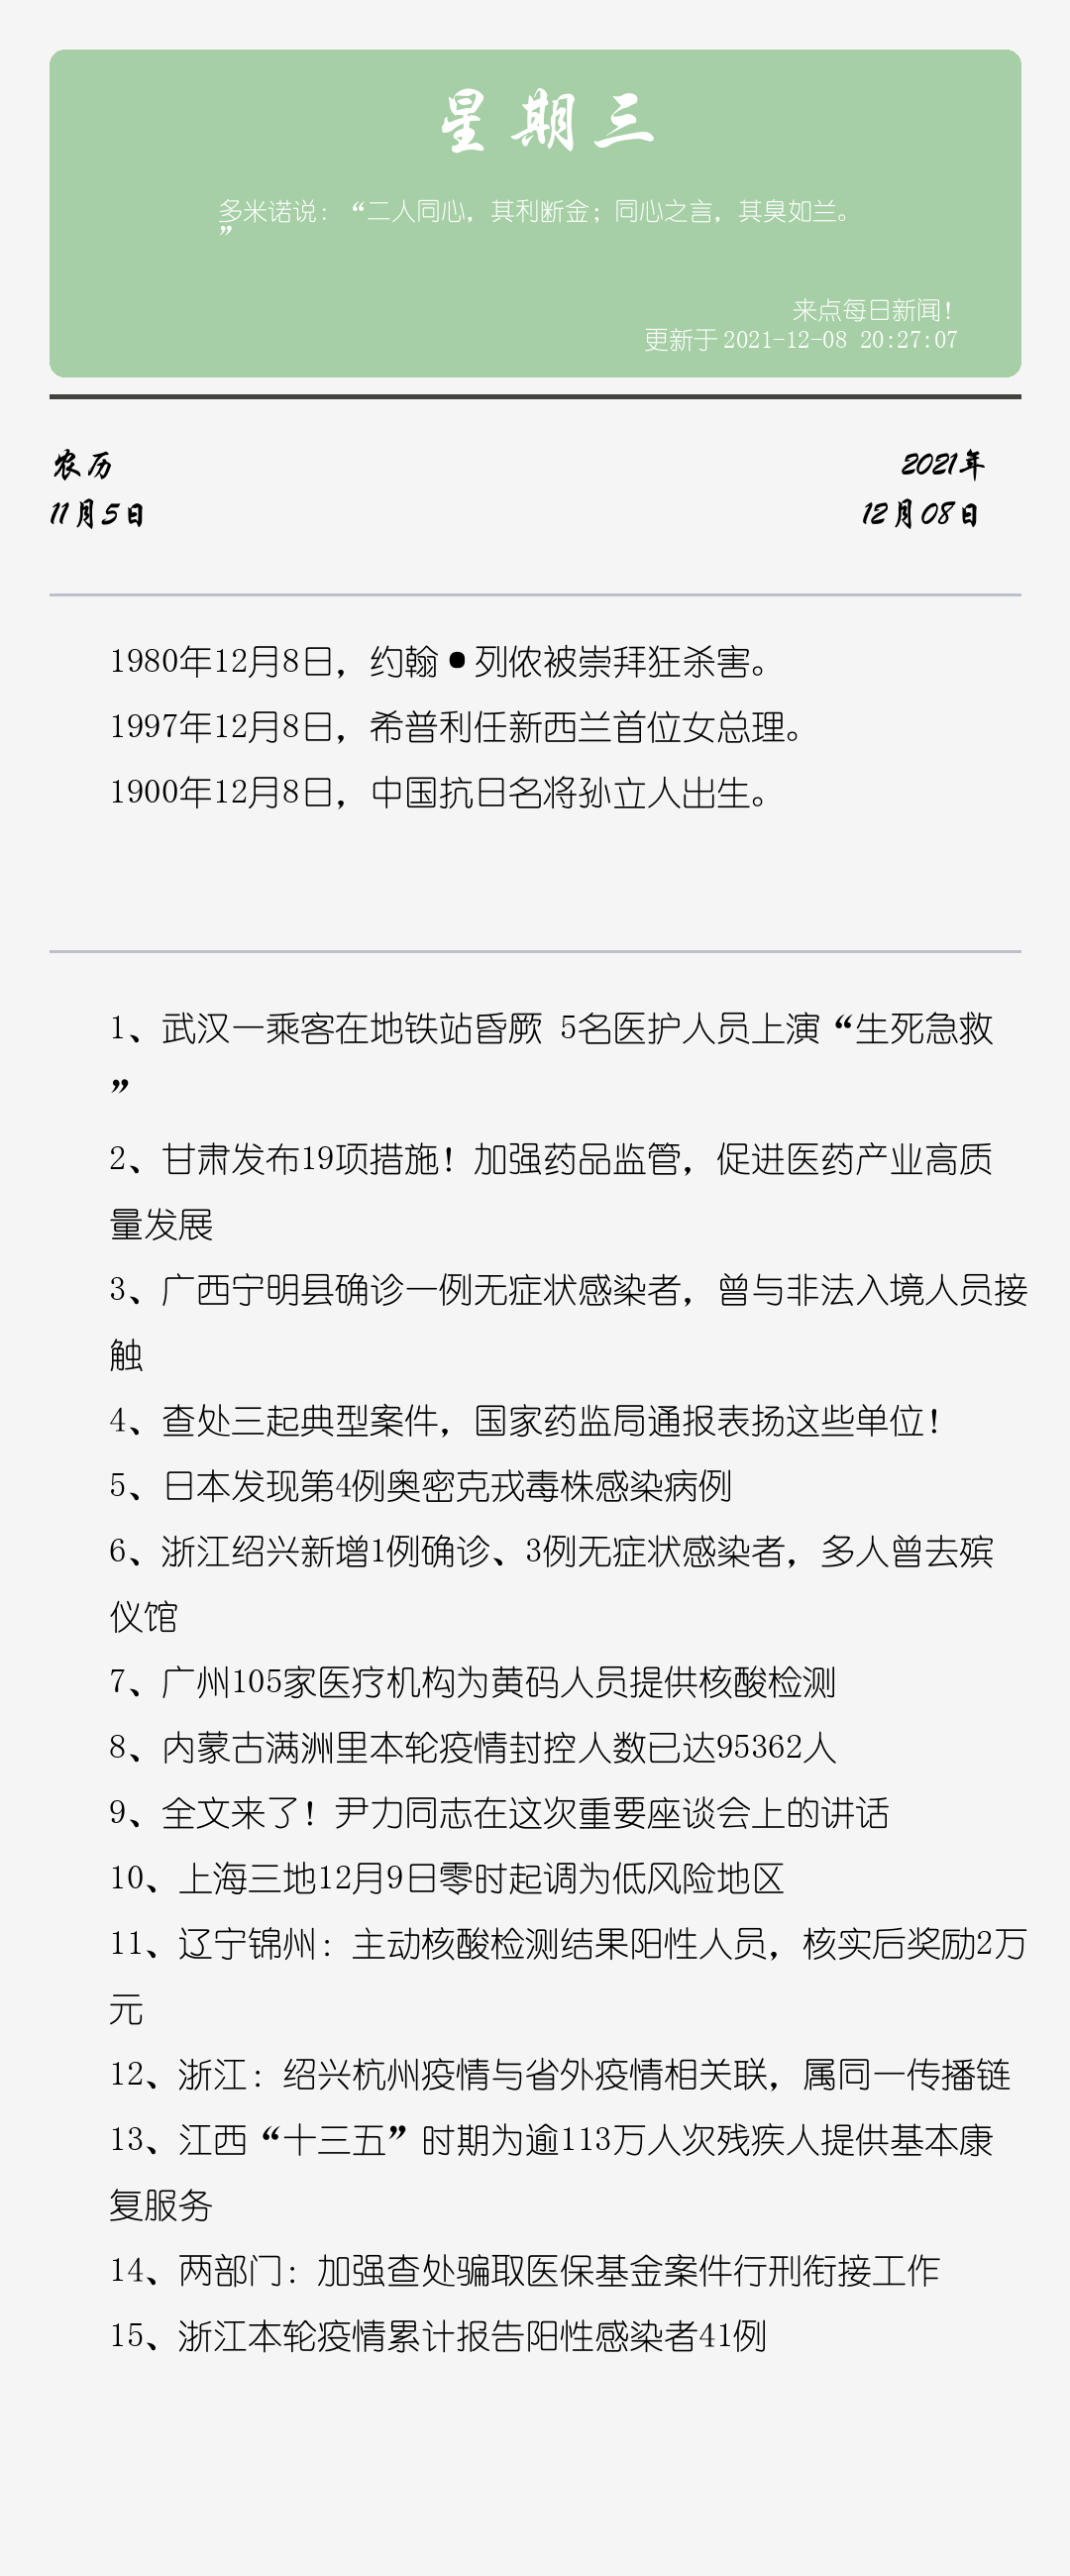 星期三
多米诺说：“二人同心，其利断金；同心之言，其臭如兰。
”
来点每日新闻！
更新于 2021-12-08 20:27:07
农历
2021年
11月5日
12月08日
1980年12月8日，约翰•列侬被崇拜狂杀害。
1997年12月8日，希普利任新西兰首位女总理。
1900年12月8日，中国抗日名将孙立人出生。
1、武汉一乘客在地铁站昏厥 5名医护人员上演“生死急救
”
2、甘肃发布19项措施！加强药品监管，促进医药产业高质
量发展
3、广西宁明县确诊一例无症状感染者，曾与非法入境人员接
触
4、查处三起典型案件，国家药监局通报表扬这些单位！
5、日本发现第4例奥密克戎毒株感染病例
6、浙江绍兴新增1例确诊、3例无症状感染者，多人曾去殡
仪馆
7、广州105家医疗机构为黄码人员提供核酸检测
8、内蒙古满洲里本轮疫情封控人数已达95362人
9、全文来了！尹力同志在这次重要座谈会上的讲话
10、上海三地12月9日零时起调为低风险地区
11、辽宁锦州：主动核酸检测结果阳性人员，核实后奖励2万
元
12、浙江：绍兴杭州疫情与省外疫情相关联，属同一传播链
13、江西“十三五”时期为逾113万人次残疾人提供基本康
复服务
14、两部门：加强查处骗取医保基金案件行刑衔接工作
15、浙江本轮疫情累计报告阳性感染者41例